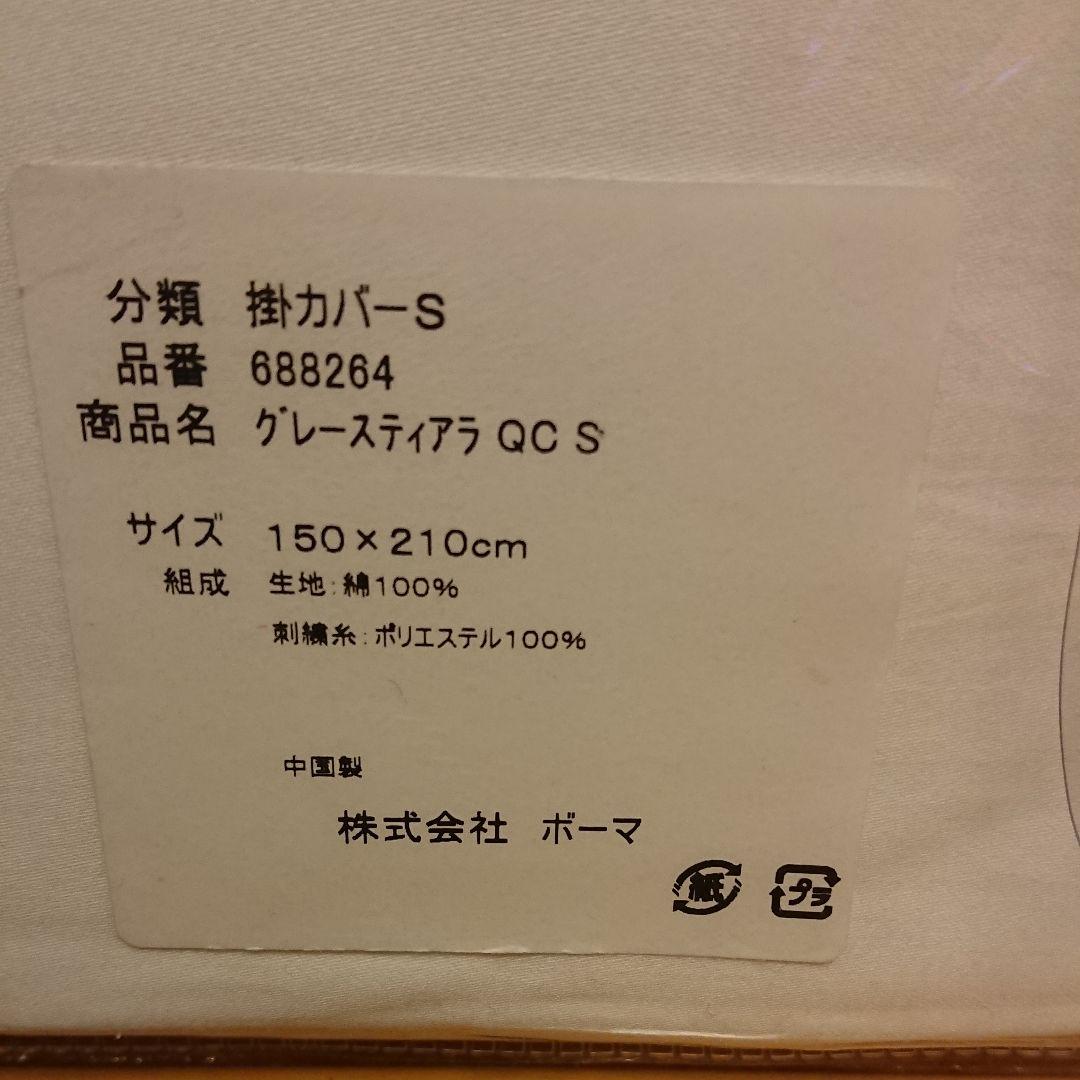 分類 掛カバーS
品番 688264
商品名 グレースティアラ QC S
サイズ 150×210cm
組成 生地:綿100%
刺繍糸:ポリエステル100%
中国製
株式会社 ボーマ
紙 プラ